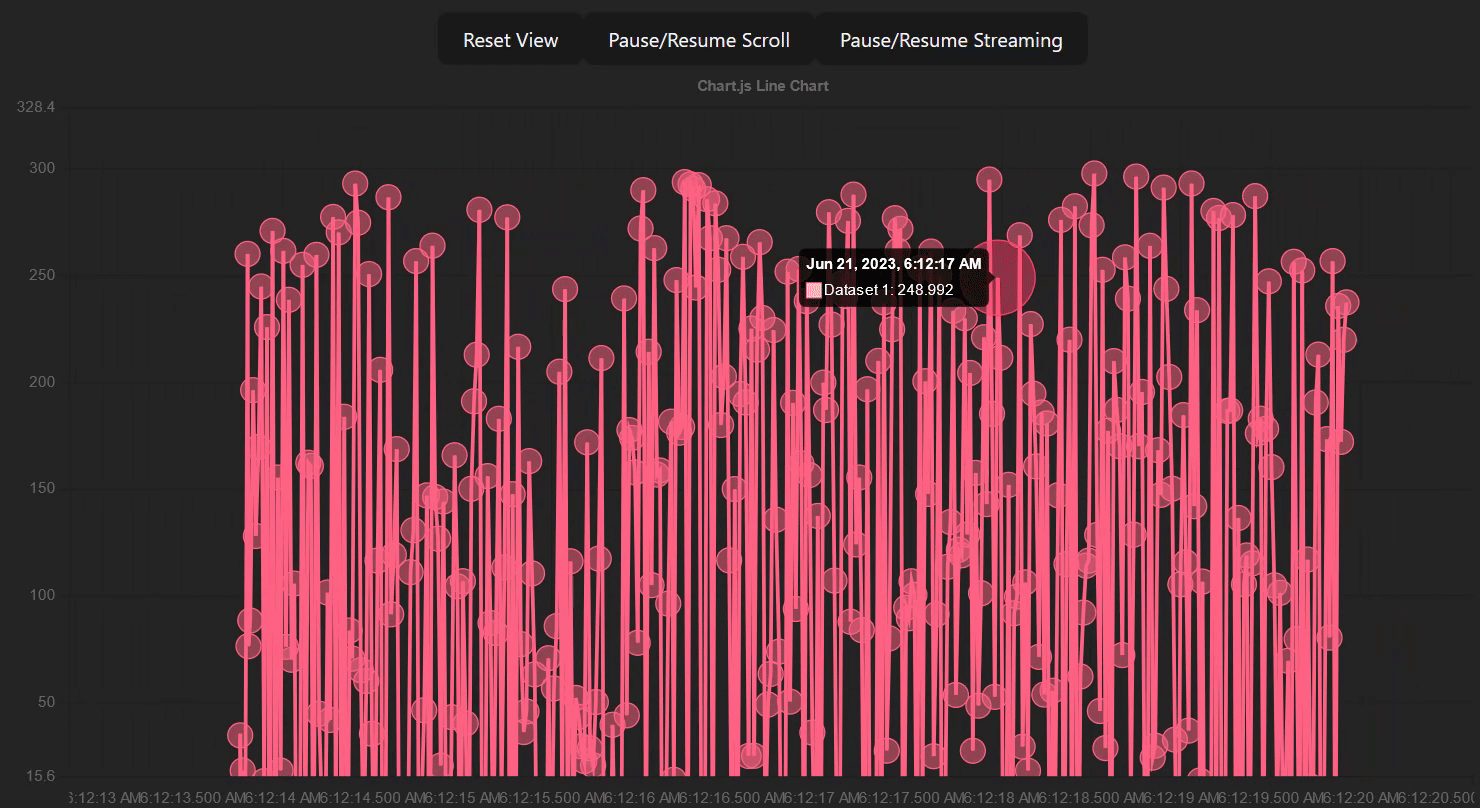 Reset View Pause/Resume Scroll Pause/Resume Streaming
Chart.js Line Chart
328.4
300
250
Jun 21, 2023, 6:12:17 AM
Dataset 1: 248.992
200
150
100
50
15.6
6:12:13 AM 6:12:13.500 AM 6:12:14 AM 6:12:14.500 AM 6:12:15 AM 6:12:15.500 AM 6:12:16 AM 6:12:16.500 AM 6:12:17 AM 6:12:17.500 AM 6:12:18 AM 6:12:18.500 AM 6:12:19 AM 6:12:19.500 AM 6:12:20 AM 6:12:20.500